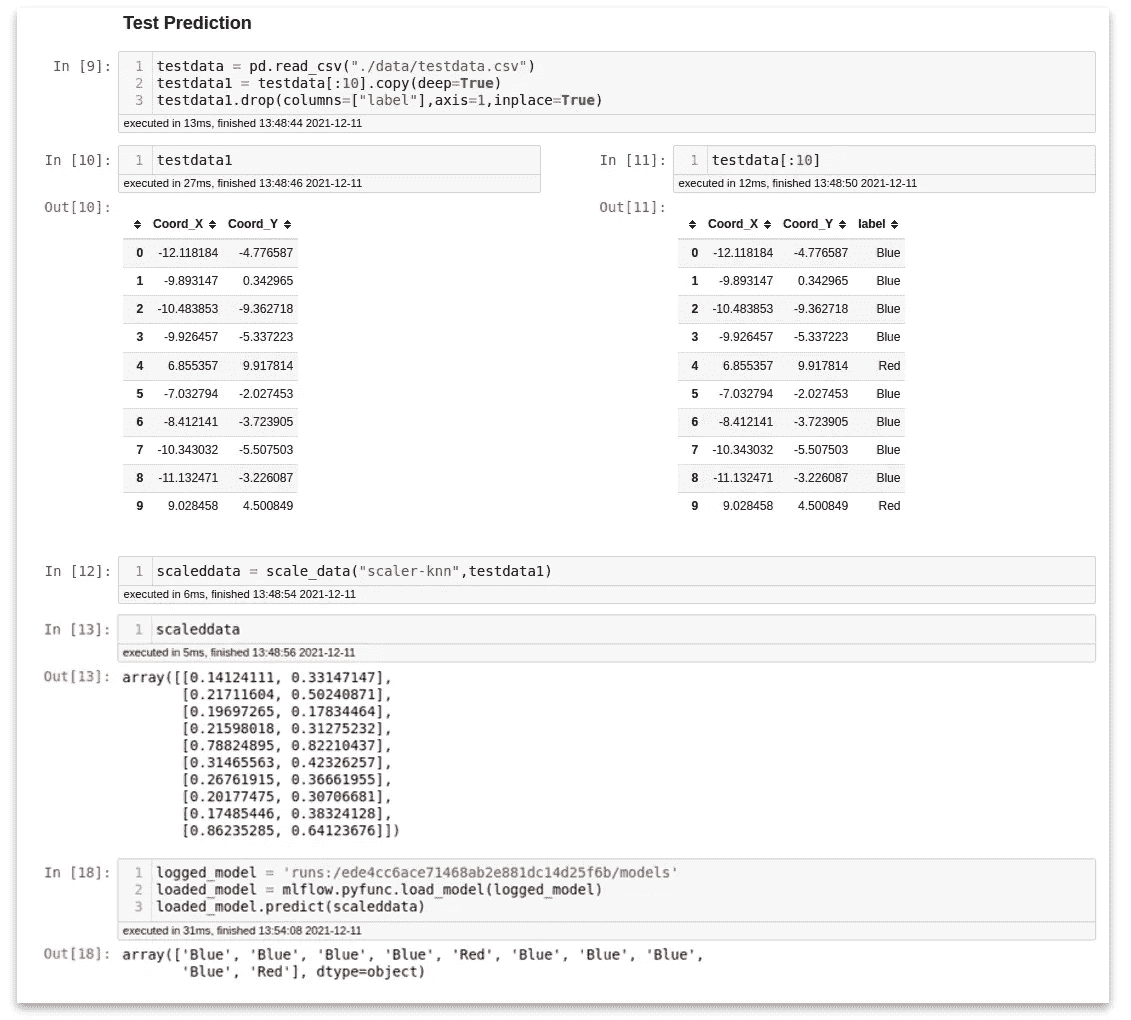 Test Prediction
In [9]:
1 testdata = pd.read_csv("./data/testdata.csv")
2 testdata1 = testdata[:10].copy(deep=True)
3 testdata1.drop(columns=["label"],axis=1,inplace=True)
executed in 13ms, finished 13:48:44 2021-12-11
In [10]:
1 testdata1
executed in 27ms, finished 13:48:46 2021-12-11
Out[10]:
Coord_X Coord_Y
0 -12.118184 -4.776587
1 -9.893147 0.342965
2 -10.483853 -9.362718
3 -9.926457 -5.337223
4 6.855357 9.917814
5 -7.032794 -2.027453
6 -8.412141 -3.723905
7 -10.343032 -5.507503
8 -11.132471 -3.226087
9 9.028458 4.500849
In [11]:
1 testdata[:10]
executed in 12ms, finished 13:48:50 2021-12-11
Out[11]:
Coord_X Coord_Y label
0 -12.118184 -4.776587 Blue
1 -9.893147 0.342965 Blue
2 -10.483853 -9.362718 Blue
3 -9.926457 -5.337223 Blue
4 6.855357 9.917814 Red
5 -7.032794 -2.027453 Blue
6 -8.412141 -3.723905 Blue
7 -10.343032 -5.507503 Blue
8 -11.132471 -3.226087 Blue
9 9.028458 4.500849 Red
In [12]:
1 scaleddata = scale_data("scaler-knn",testdata1)
executed in 6ms, finished 13:48:54 2021-12-11
In [13]:
1 scaleddata
executed in 5ms, finished 13:48:56 2021-12-11
Out[13]:
array([[0.14124111, 0.33147147],
[0.21711604, 0.50240871],
[0.19697265, 0.17834464],
[0.21598018, 0.31275232],
[0.78824895, 0.82210437],
[0.31465563, 0.42326257],
[0.26761915, 0.36661955],
[0.20177475, 0.30706681],
[0.17485446, 0.38324128],
[0.86235285, 0.64123676]])
In [18]:
1 logged_model = 'runs:/ede4cc6ace71468ab2e881dc14d25f6b/models'
2 loaded_model = mlflow.pyfunc.load_model(logged_model)
3 loaded_model.predict(scaleddata)
executed in 31ms, finished 13:54:08 2021-12-11
Out[18]:
array(['Blue', 'Blue', 'Blue', 'Blue', 'Red', 'Blue', 'Blue', 'Blue',
'Blue', 'Red'], dtype=object)